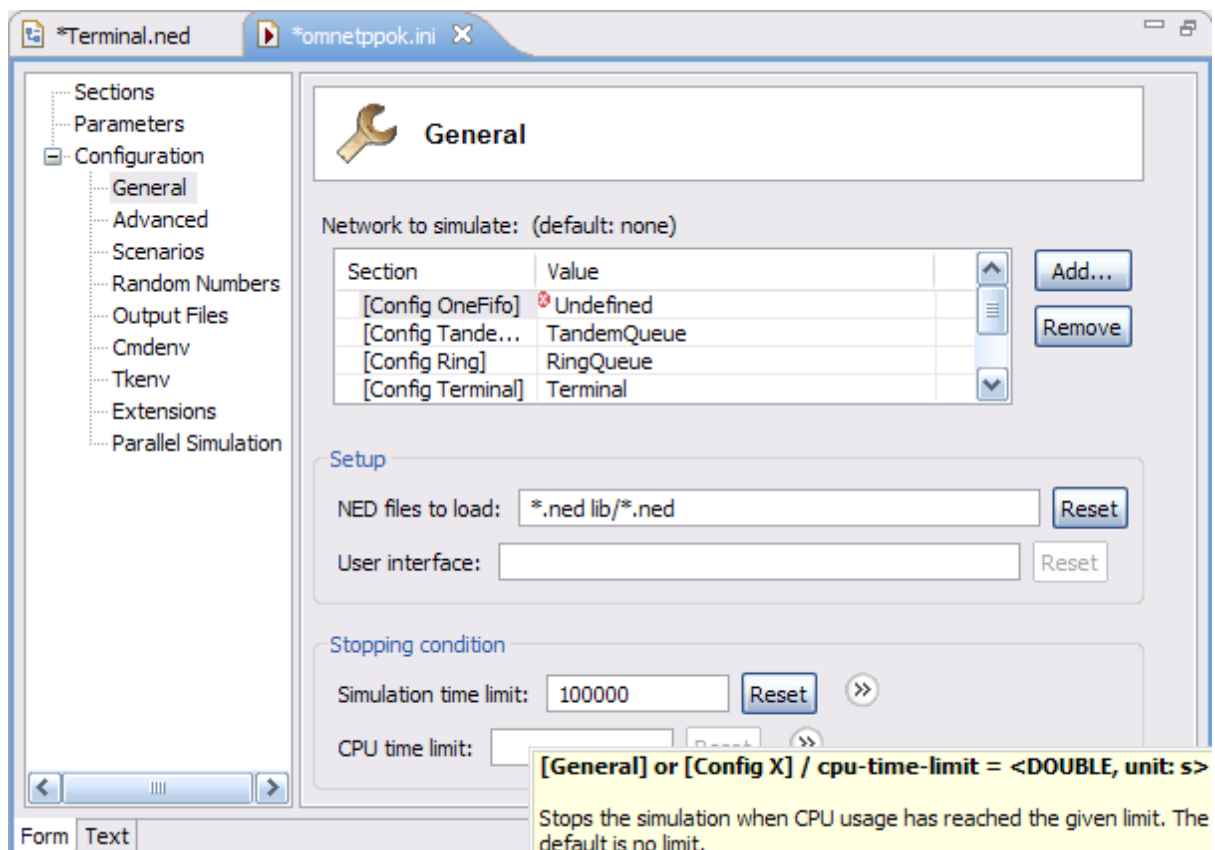 *Terminal.ned
*omnetppok.ini
Sections
Parameters
Configuration
General
Advanced
Scenarios
Random Numbers
Output Files
Cmdenv
Tkenv
Extensions
Parallel Simulation
General
Network to simulate: (default: none)
Section Value
[Config OneFifo] Undefined
[Config Tande... TandemQueue
[Config Ring] RingQueue
[Config Terminal] Terminal
Add...
Remove
Setup
NED files to load: *.ned lib/*.ned Reset
User interface: Reset
Stopping condition
Simulation time limit: 100000 Reset
CPU time limit: Reset
[General] or [Config X] / cpu-time-limit = <DOUBLE, unit: s>
Stops the simulation when CPU usage has reached the given limit. The
default is no limit.
Form Text